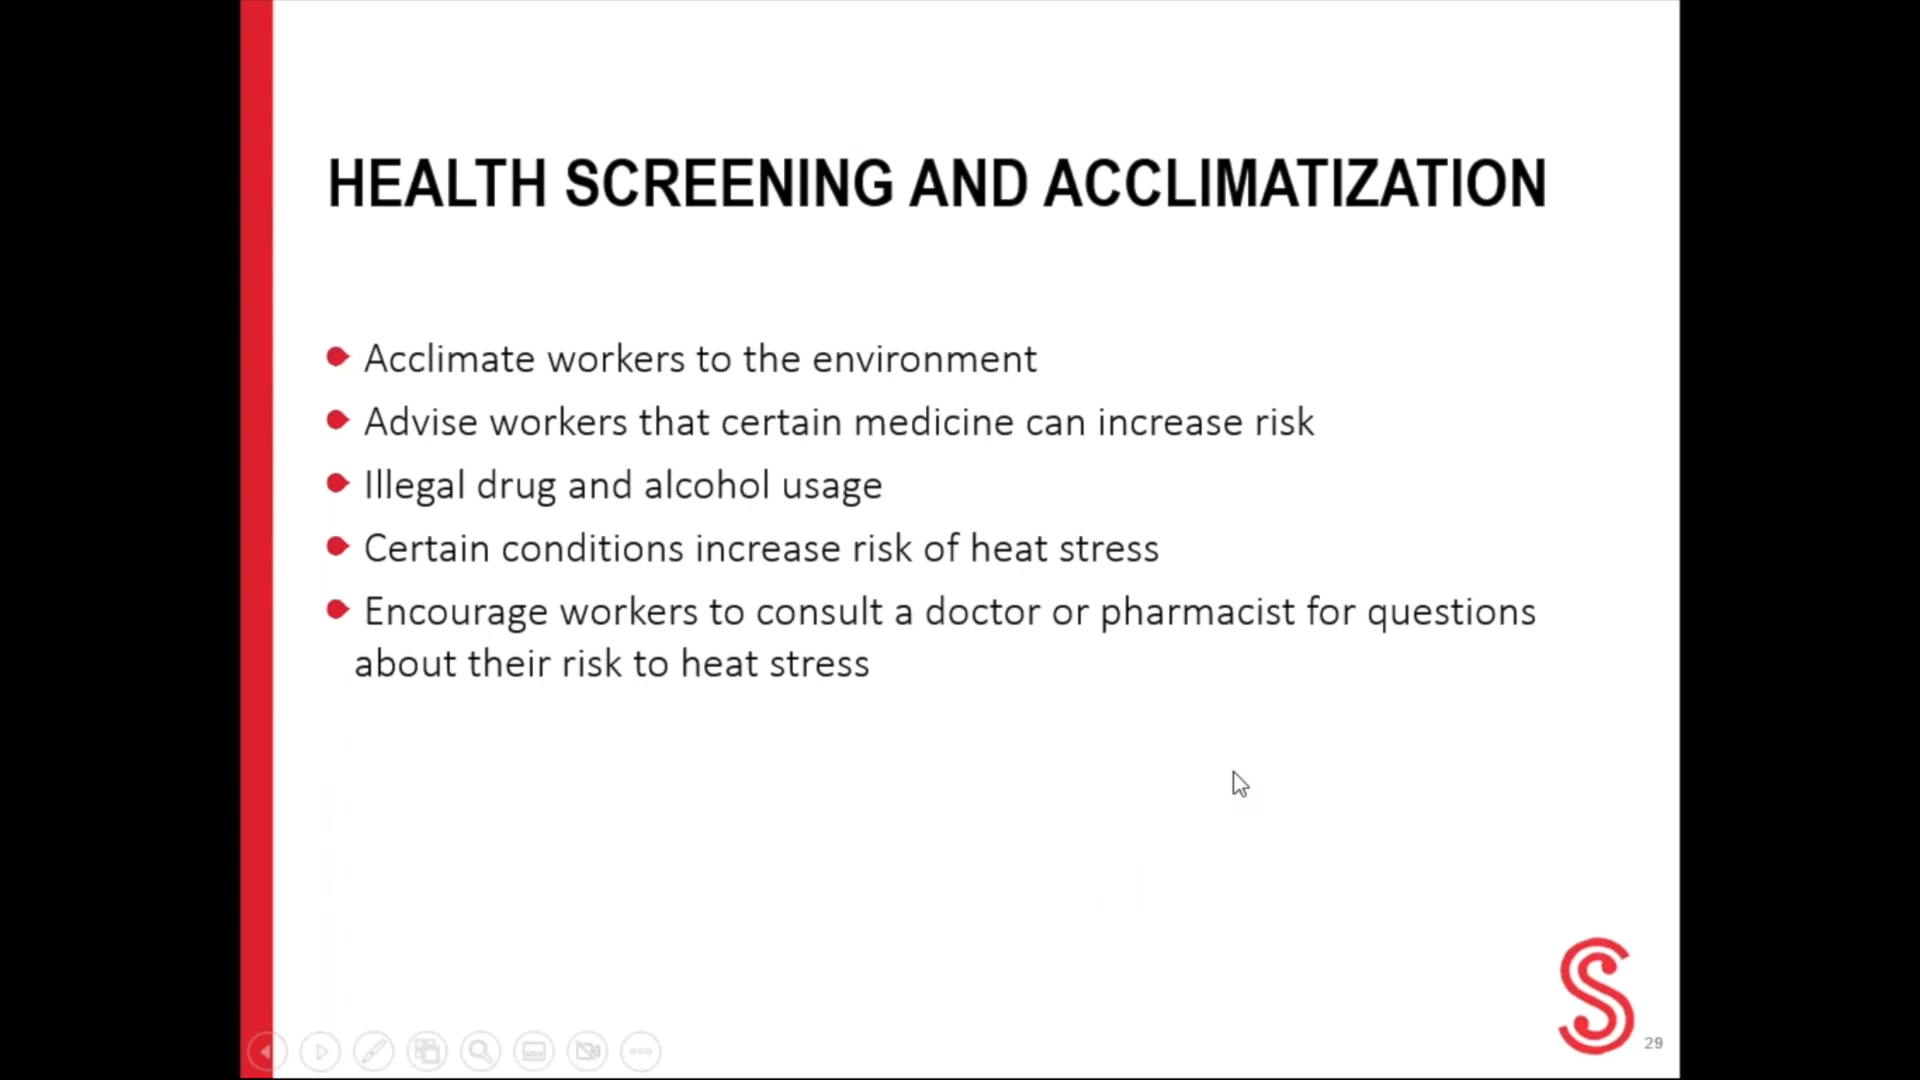 HEALTH SCREENING AND ACCLIMATIZATION
Acclimate workers to the environment
Advise workers that certain medicine can increase risk
Illegal drug and alcohol usage
Certain conditions increase risk of heat stress
Encourage workers to consult a doctor or pharmacist for questions
about their risk to heat stress
S
29